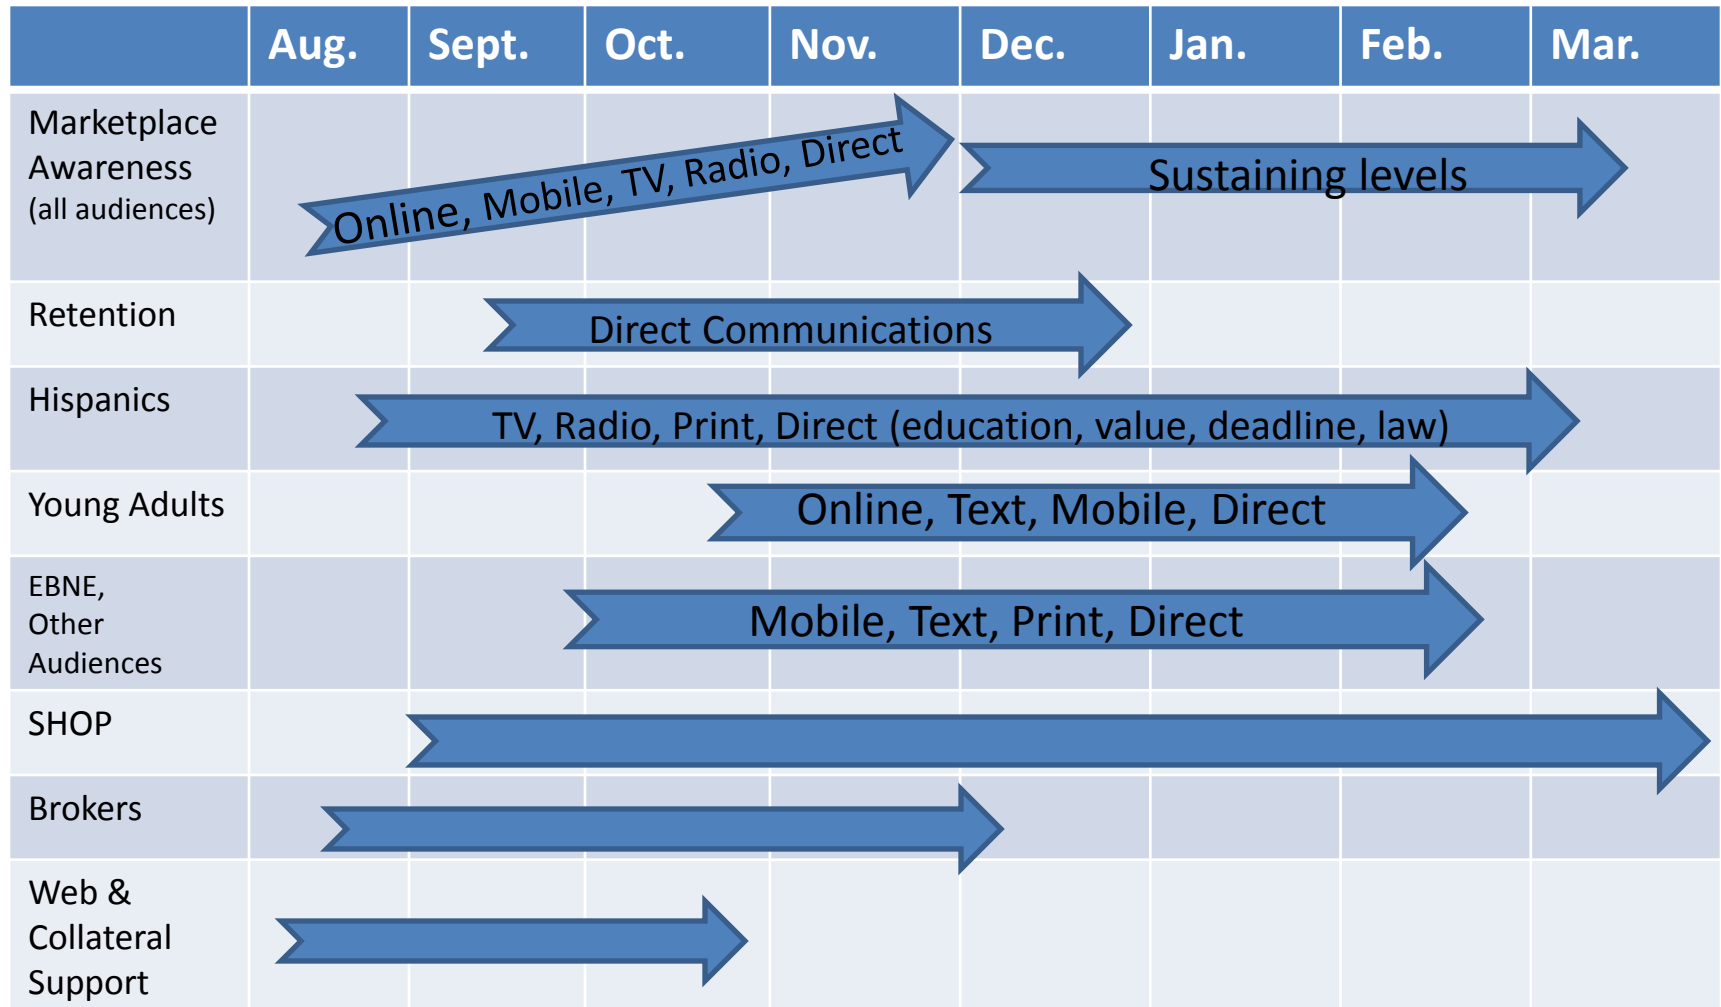 Aug. Sept. Oct. Nov. Dec. Jan. Feb. Mar.
Marketplace
Awareness
(all audiences)
Online, Mobile, TV, Radio, Direct
Sustaining levels
Retention
Direct Communications
Hispanics
TV, Radio, Print, Direct (education, value, deadline, law)
Young Adults
Online, Text, Mobile, Direct
EBNE,
Other
Audiences
Mobile, Text, Print, Direct
SHOP
Brokers
Web &
Collateral
Support